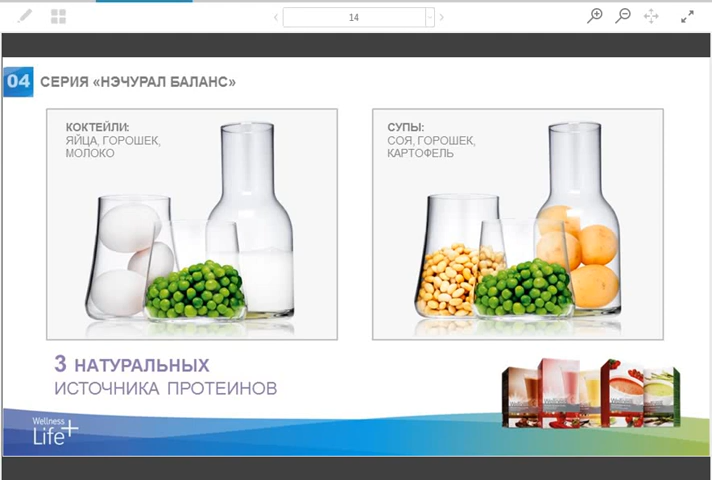 14
04 СЕРИЯ «НЭЧУРАЛ БАЛАНС»
КОКТЕЙЛИ:
ЯЙЦА, ГОРОШЕК,
МОЛОКО
СУПЫ:
СОЯ, ГОРОШЕК,
КАРТОФЕЛЬ
3 НАТУРАЛЬНЫХ
ИСТОЧНИКА ПРОТЕИНОВ
Wellness
Life+